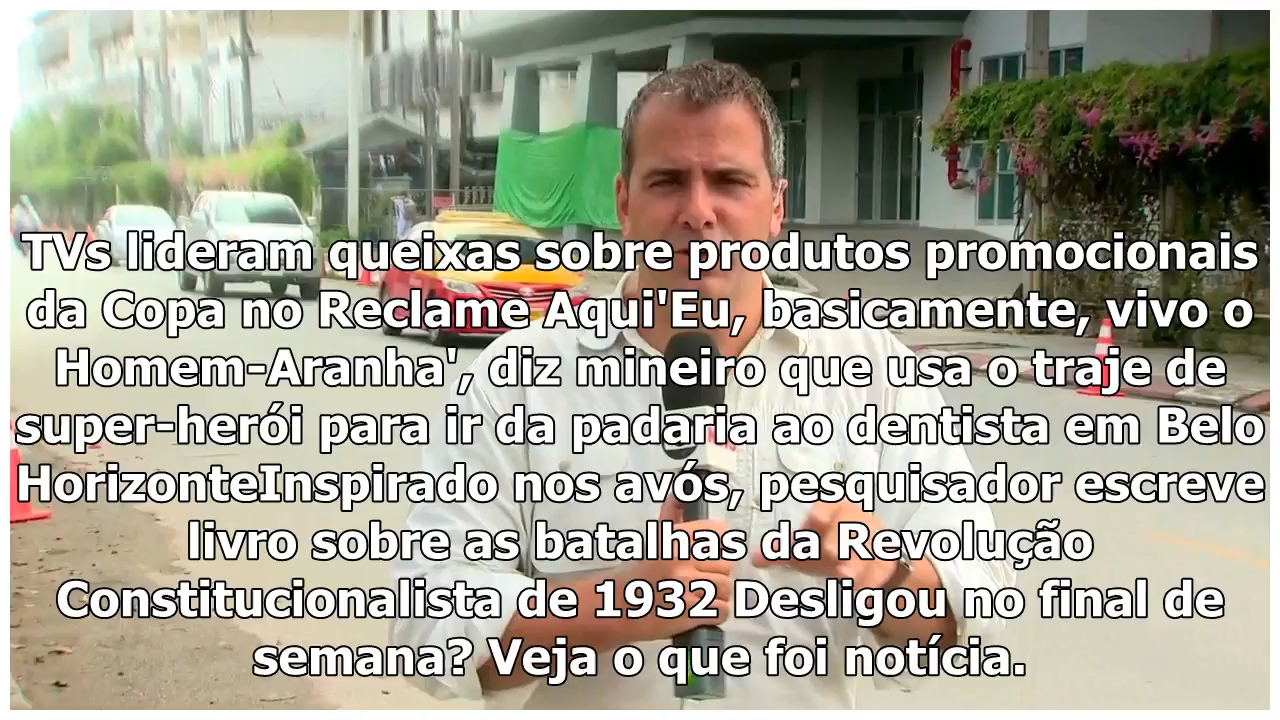 TVs lideram queixas sobre produtos promocionais
da Copa no Reclame Aqui'Eu, basicamente, vivo o
Homem-Aranha', diz mineiro que usa o traje de
super-herói para ir da padaria ao dentista em Belo
HorizonteInspirado nos avós, pesquisador escreve
livro sobre as batalhas da Revolução
Constitucionalista de 1932 Desligou no final de
semana? Veja o que foi notícia.